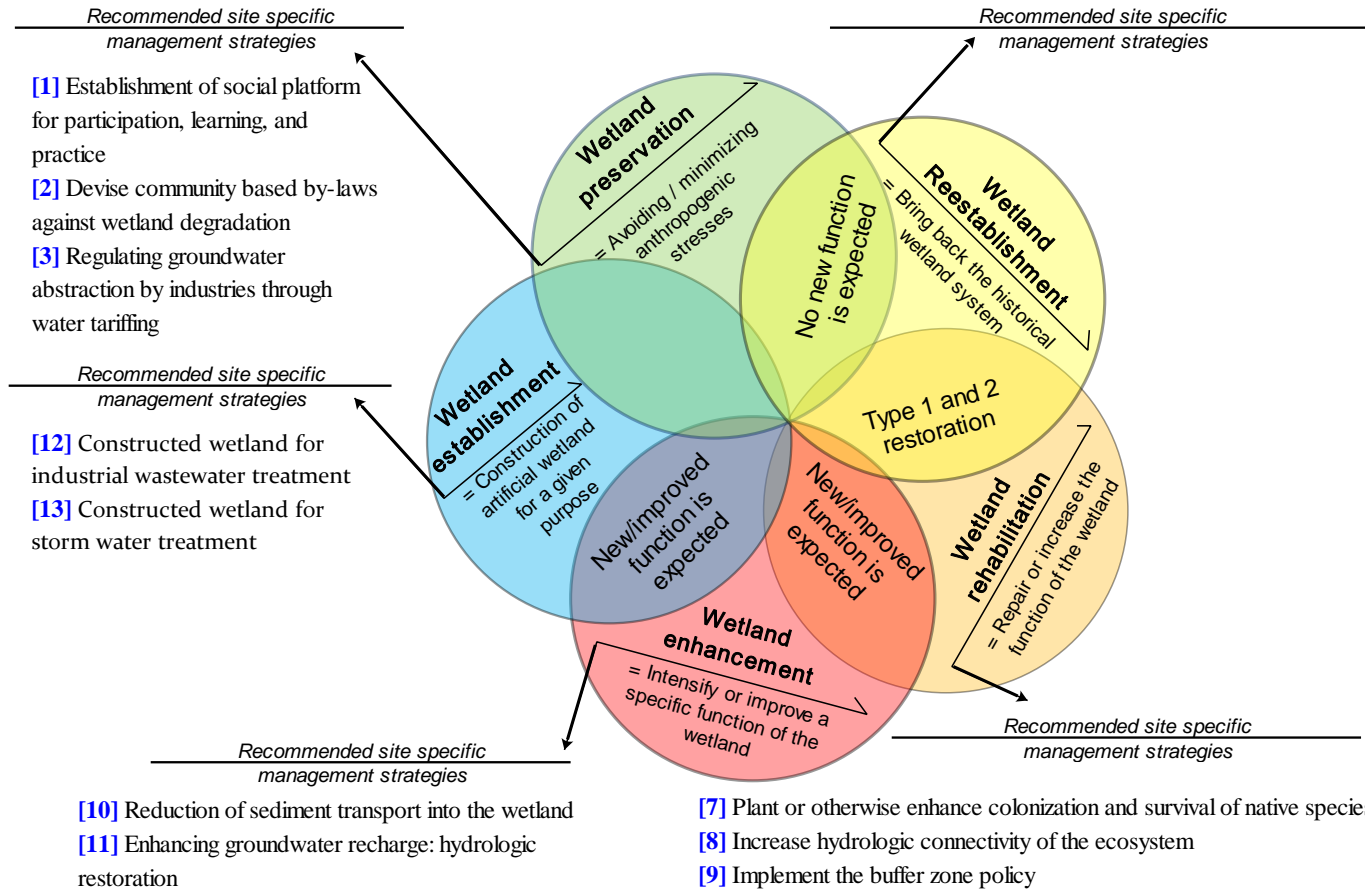 Recommended site specific
management strategies
[1] Establishment of social platform
for participation, learning, and
practice
[2] Devise community based by-laws
against wetland degradation
[3] Regulating groundwater
abstraction by industries through
water tariffing
Recommended site specific
management strategies
Wetland
preservation
= Avoiding / minimizing
anthropogenic
stresses
No new function
is expected
Wetland
Reestablishment
= Bring back the historical
wetland system
Type 1 and 2
restoration
Recommended site specific
management strategies
[12] Constructed wetland for
industrial wastewater treatment
[13] Constructed wetland for
storm water treatment
Wetland
establishment
= Construction of
artificial wetland
for a given
purpose
New/improved
function is
expected
New/improved
function is
expected
Wetland
rehabilitation
= Repair or increase the
function of the wetland
Wetland
enhancement
= Intensify or improve a
specific function of the
wetland
Recommended site specific
management strategies
[10] Reduction of sediment transport into the wetland
[11] Enhancing groundwater recharge: hydrologic
restoration
Recommended site specific
management strategies
[7] Plant or otherwise enhance colonization and survival of native specie
[8] Increase hydrologic connectivity of the ecosystem
[9] Implement the buffer zone policy